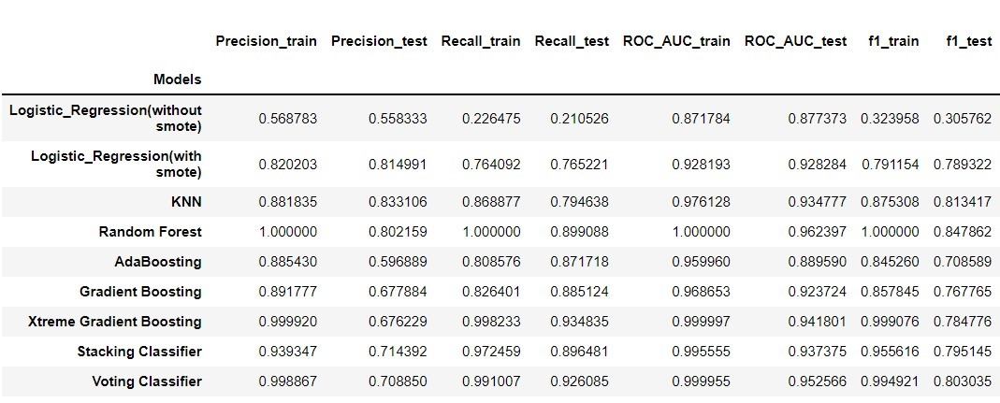 Precision_train Precision_test Recall_train Recall_test ROC_AUC_train ROC_AUC_test f1_train f1_test
Models
Logistic_Regression(without
smote) 0.568783 0.558333 0.226475 0.210526 0.871784 0.877373 0.323958 0.305762
Logistic_Regression(with
smote) 0.820203 0.814991 0.764092 0.765221 0.928193 0.928284 0.791154 0.789322
KNN 0.881835 0.833106 0.868877 0.794638 0.976128 0.934777 0.875308 0.813417
Random Forest 1.000000 0.802159 1.000000 0.899088 1.000000 0.962397 1.000000 0.847862
AdaBoosting 0.885430 0.596889 0.808576 0.871718 0.959960 0.889590 0.845260 0.708589
Gradient Boosting 0.891777 0.677884 0.826401 0.885124 0.968653 0.923724 0.857845 0.767765
Xtreme Gradient Boosting 0.999920 0.676229 0.998233 0.934835 0.999997 0.941801 0.999076 0.784776
Stacking Classifier 0.939347 0.714392 0.972459 0.896481 0.995555 0.937375 0.955616 0.795145
Voting Classifier 0.998867 0.708850 0.991007 0.926085 0.999955 0.952566 0.994921 0.803035